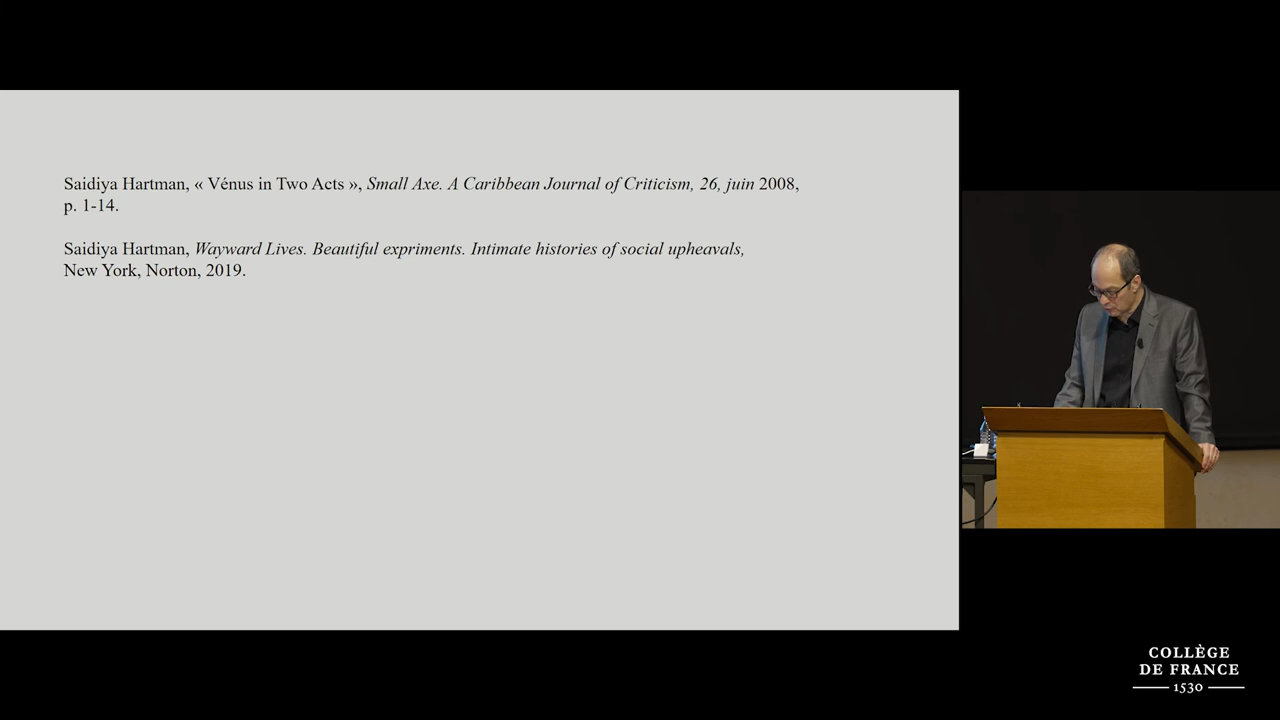 Saidiya Hartman, « Vénus in Two Acts », Small Axe. A Caribbean Journal of Criticism, 26, juin 2008,
p. 1-14.
Saidiya Hartman, Wayward Lives. Beautiful expriments. Intimate histories of social upheavals,
New York, Norton, 2019.
COLLÈGE
DE FRANCE
1530